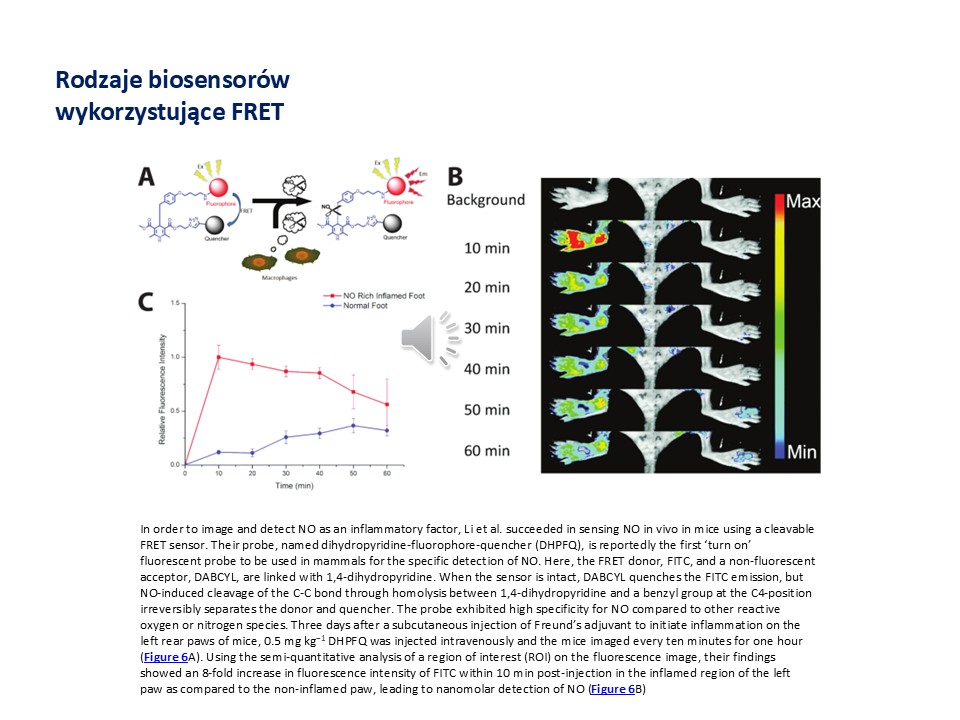 Rodzaje biosensorów
wykorzystujące FRET
A
Ex
Fluorophore
FRET
Quencher
NO
NO
Macrophages
Ex
Em
Fluorophore
NO
Quencher
B
Background
10 min
20 min
30 min
40 min
50 min
60 min
Max
Min
C
NO Rich Inflamed Foot
Normal Foot
Relative Fluorescence Intensity
1.5
1.0
0.5
0.0
0 10 20 30 40 50 60
Time (min)
In order to image and detect NO as an inflammatory factor, Li et al. succeeded in sensing NO in vivo in mice using a cleavable
FRET sensor. Their probe, named dihydropyridine-fluorophore-quencher (DHPFQ), is reportedly the first ‘turn on’
fluorescent probe to be used in mammals for the specific detection of NO. Here, the FRET donor, FITC, and a non-fluorescent
acceptor, DABCYL, are linked with 1,4-dihydropyridine. When the sensor is intact, DABCYL quenches the FITC emission, but
NO-induced cleavage of the C-C bond through homolysis between 1,4-dihydropyridine and a benzyl group at the C4-position
irreversibly separates the donor and quencher. The probe exhibited high specificity for NO compared to other reactive
oxygen or nitrogen species. Three days after a subcutaneous injection of Freund’s adjuvant to initiate inflammation on the
left rear paws of mice, 0.5 mg kg⁻¹ DHPFQ was injected intravenously and the mice imaged every ten minutes for one hour
(Figure 6A). Using the semi-quantitative analysis of a region of interest (ROI) on the fluorescence image, their findings
showed an 8-fold increase in fluorescence intensity of FITC within 10 min post-injection in the inflamed region of the left
paw as compared to the non-inflamed paw, leading to nanomolar detection of NO (Figure 6B)